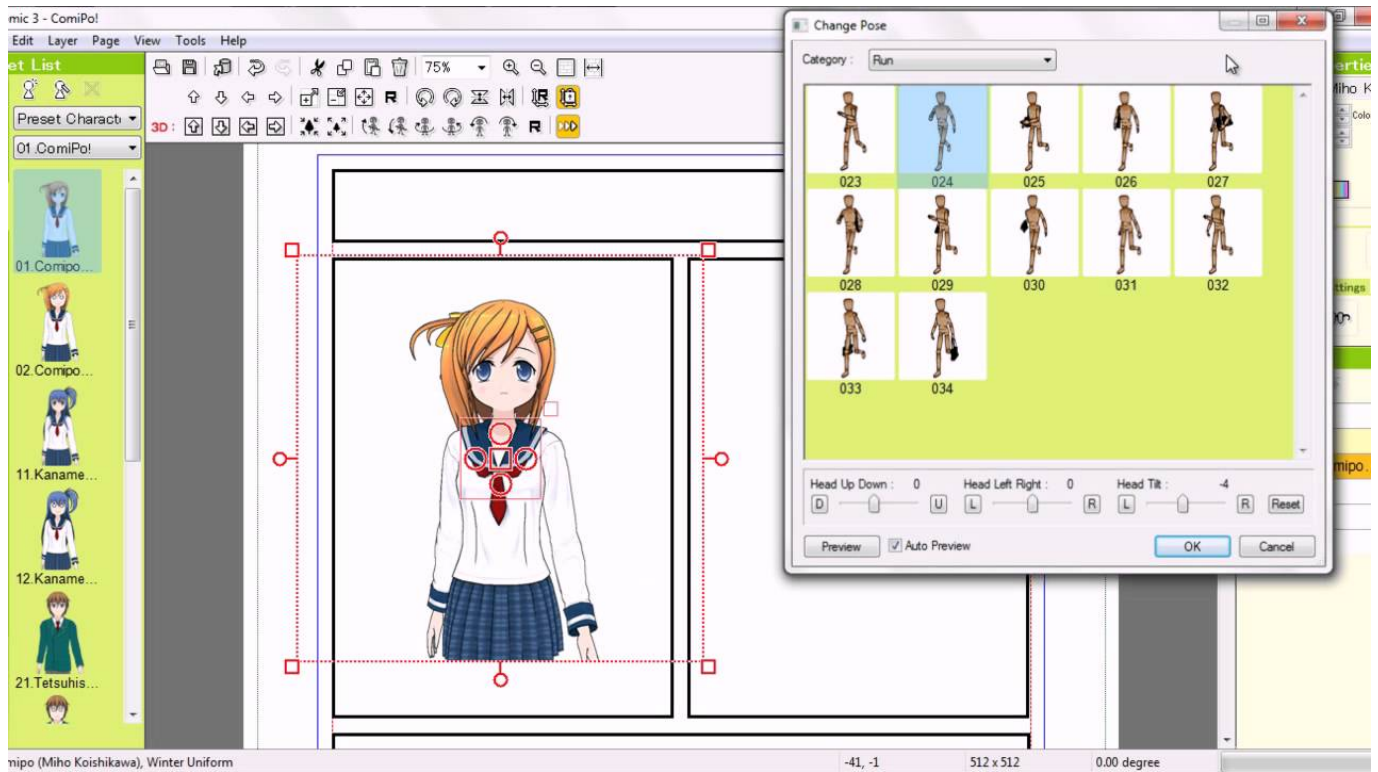 mic 3 - ComiPo!
Edit Layer Page View Tools Help
et List
Preset Charact
01 .ComiPo!
01.Comipo...
02.Comipo...
11.Kaname...
12.Kaname...
21.Tetsuhis...
75%
R
3D :
R
Change Pose
Category : Run
023 024 025 026 027
028 029 030 031 032
033 034
Head Up Down : 0 Head Left Right : 0 Head Tilt : -4
D U L R L R Reset
Preview Auto Preview OK Cancel
ertie
Miho K
Colo
ttings
mipo.
mipo (Miho Koishikawa), Winter Uniform
-41, -1 512 x 512 0.00 degree